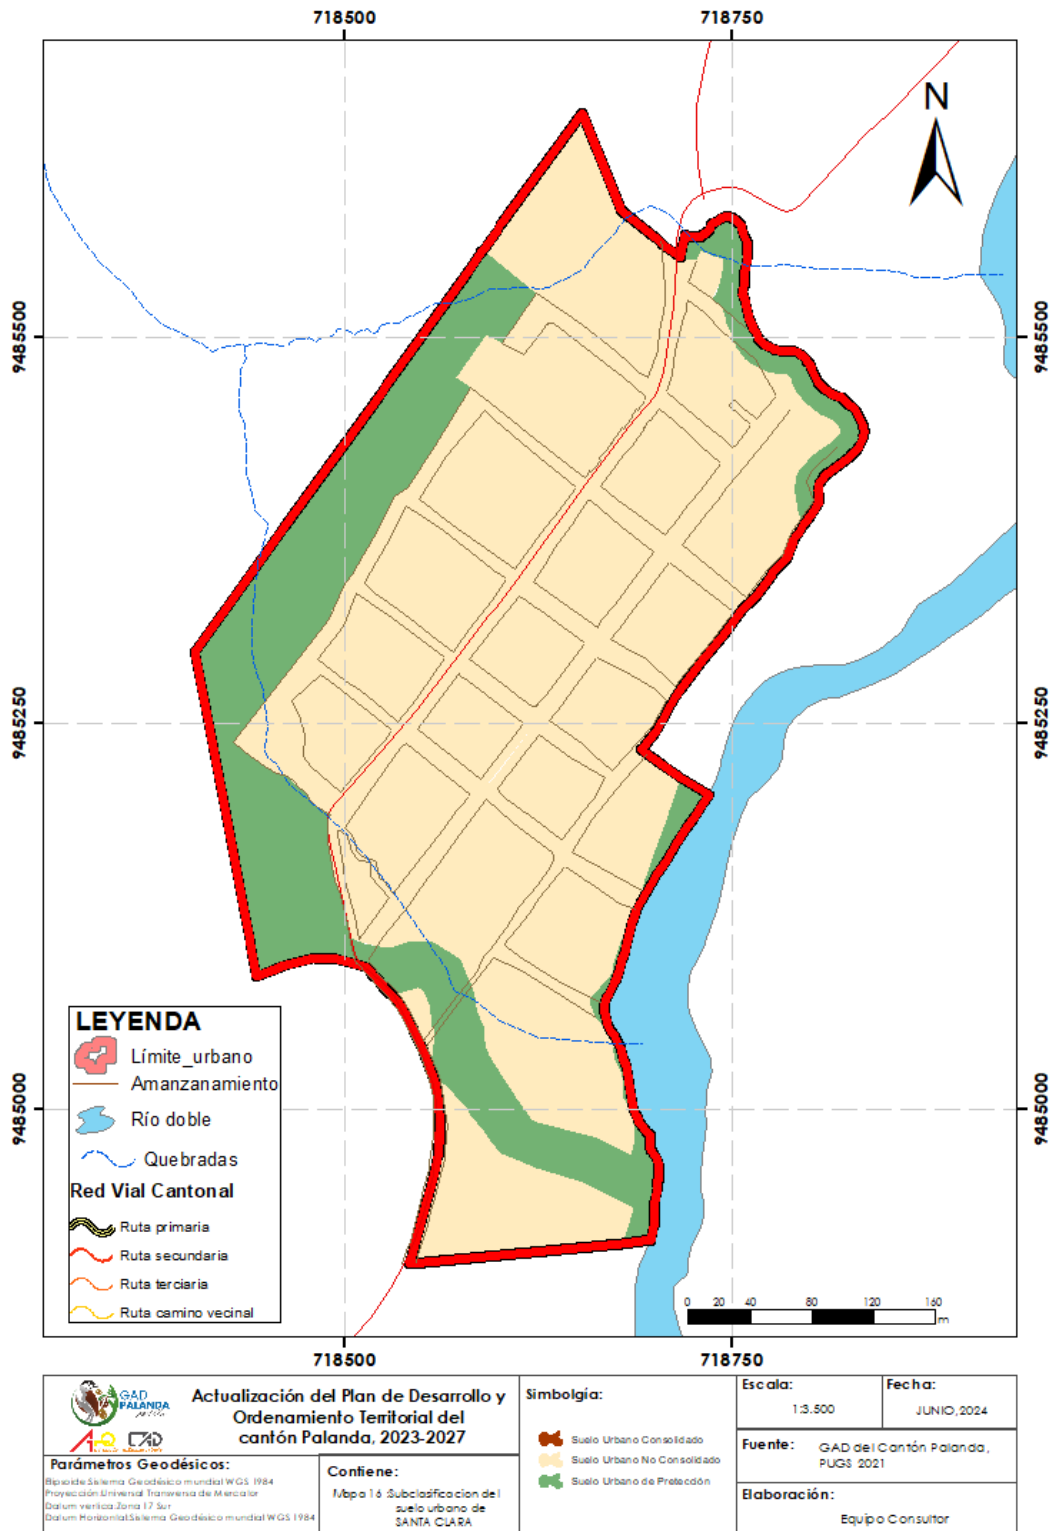 718500
718750
N
9485500
9485500
9485250
9485250
9485000
9485000
LEYENDA
Límite_urbano
Amanzanamiento
Río doble
Quebradas
Red Vial Cantonal
Ruta primaria
Ruta secundaria
Ruta terciaria
Ruta camino vecinal
0 20 40 80 120 160
m
718500
718750
GAD
PALANDA
CAD
Actualización del Plan de Desarrollo y
Ordenamiento Territorial del
cantón Palanda, 2023-2027
Parámetros Geodésicos:
Elipsoide:Sistema Geodésico mundial WGS 1984
Proyección:Universal Transversa de Mercator
Datum vertical:Zona 17 Sur
Datum Horizontal:Sistema Geodésico mundial WGS 1984
Contiene:
Mapa 16 :Subclasificacion del
suelo urbano de
SANTA CLARA
Simbolgía:
Suelo Urbano Consolidado
Suelo Urbano No Consolidado
Suelo Urbano de Protección
Escala:
1:3.500
Fecha:
JUNIO,2024
Fuente:
GAD del Cantón Palanda,
PUGS 2021
Elaboración:
Equipo Consultor